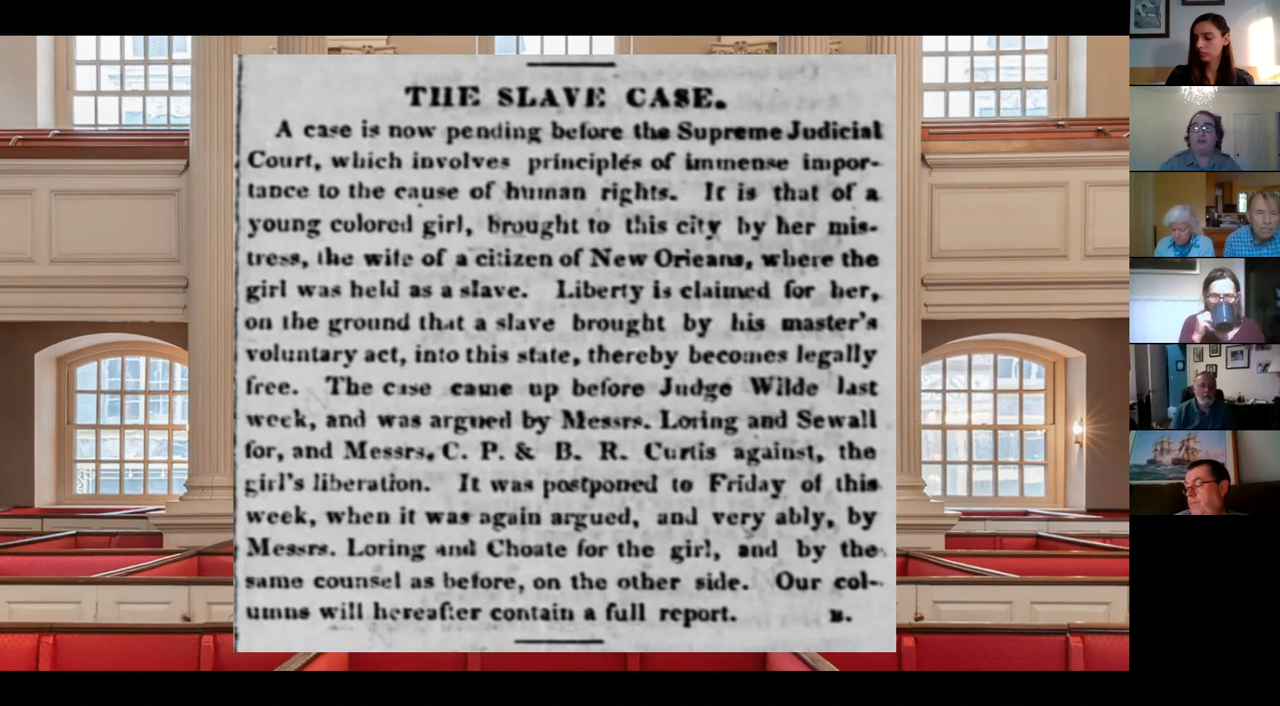 THE SLAVE CASE.
A case is now pending before the Supreme Judicial
Court, which involves principles of immense impor-
tance to the cause of human rights. It is that of a
young colored girl, brought to this city by her mis-
tress, the wife of a citizen of New Orleans, where the
girl was held as a slave. Liberty is claimed for her,
on the ground that a slave brought by his master's
voluntary act, into this state, thereby becomes legally
free. The case came up before Judge Wilde last
week, and was argued by Messrs. Loring and Sewall
for, and Messrs. C. P. & B. R. Curtis against, the
girl's liberation. It was postponed to Friday of this
week, when it was again argued, and very ably, by
Messrs. Loring and Choate for the girl, and by the
same counsel as before, on the other side. Our col-
umns will hereafter contain a full report. B.